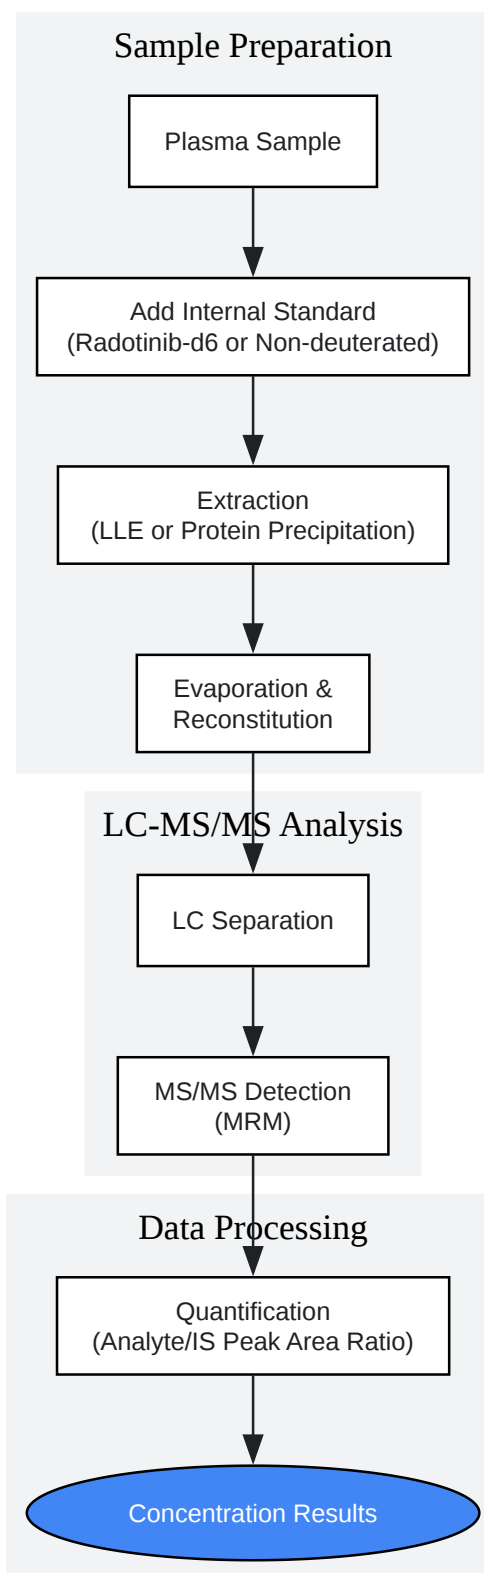 Sample Preparation
Plasma Sample
Add Internal Standard
(Radotinib-d6 or Non-deuterated)
Extraction
(LLE or Protein Precipitation)
Evaporation &
Reconstitution
LC-MS/MS Analysis
LC Separation
MS/MS Detection
(MRM)
Data Processing
Quantification
(Analyte/IS Peak Area Ratio)
Concentration Results